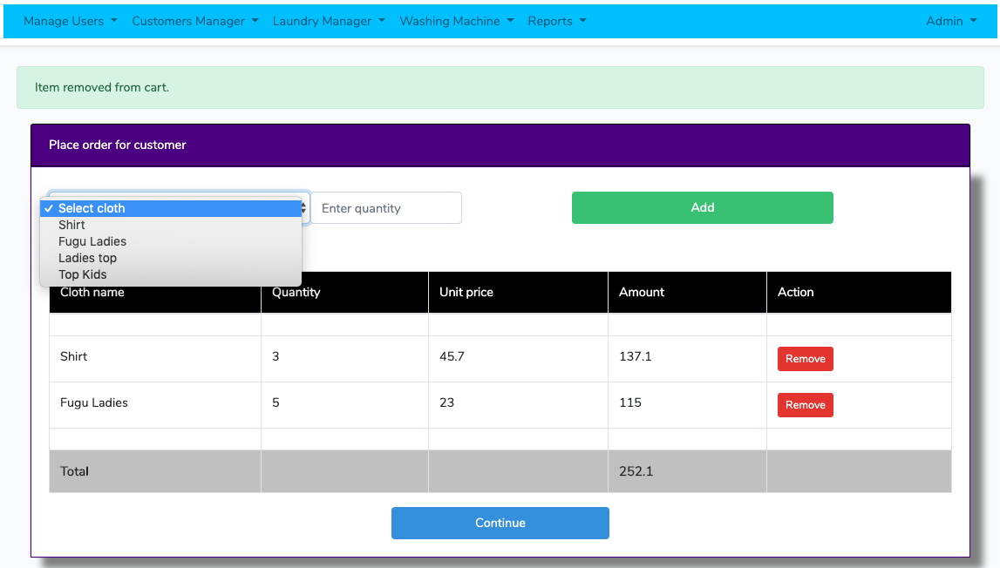 Manage Users Customers Manager Laundry Manager Washing Machine Reports Admin
Item removed from cart.
Place order for customer
✓ Select cloth Enter quantity Add
Shirt
Fugu Ladies
Ladies top
Top Kids
Cloth name Quantity Unit price Amount Action
Shirt 3 45.7 137.1 Remove
Fugu Ladies 5 23 115 Remove
Total 252.1
Continue